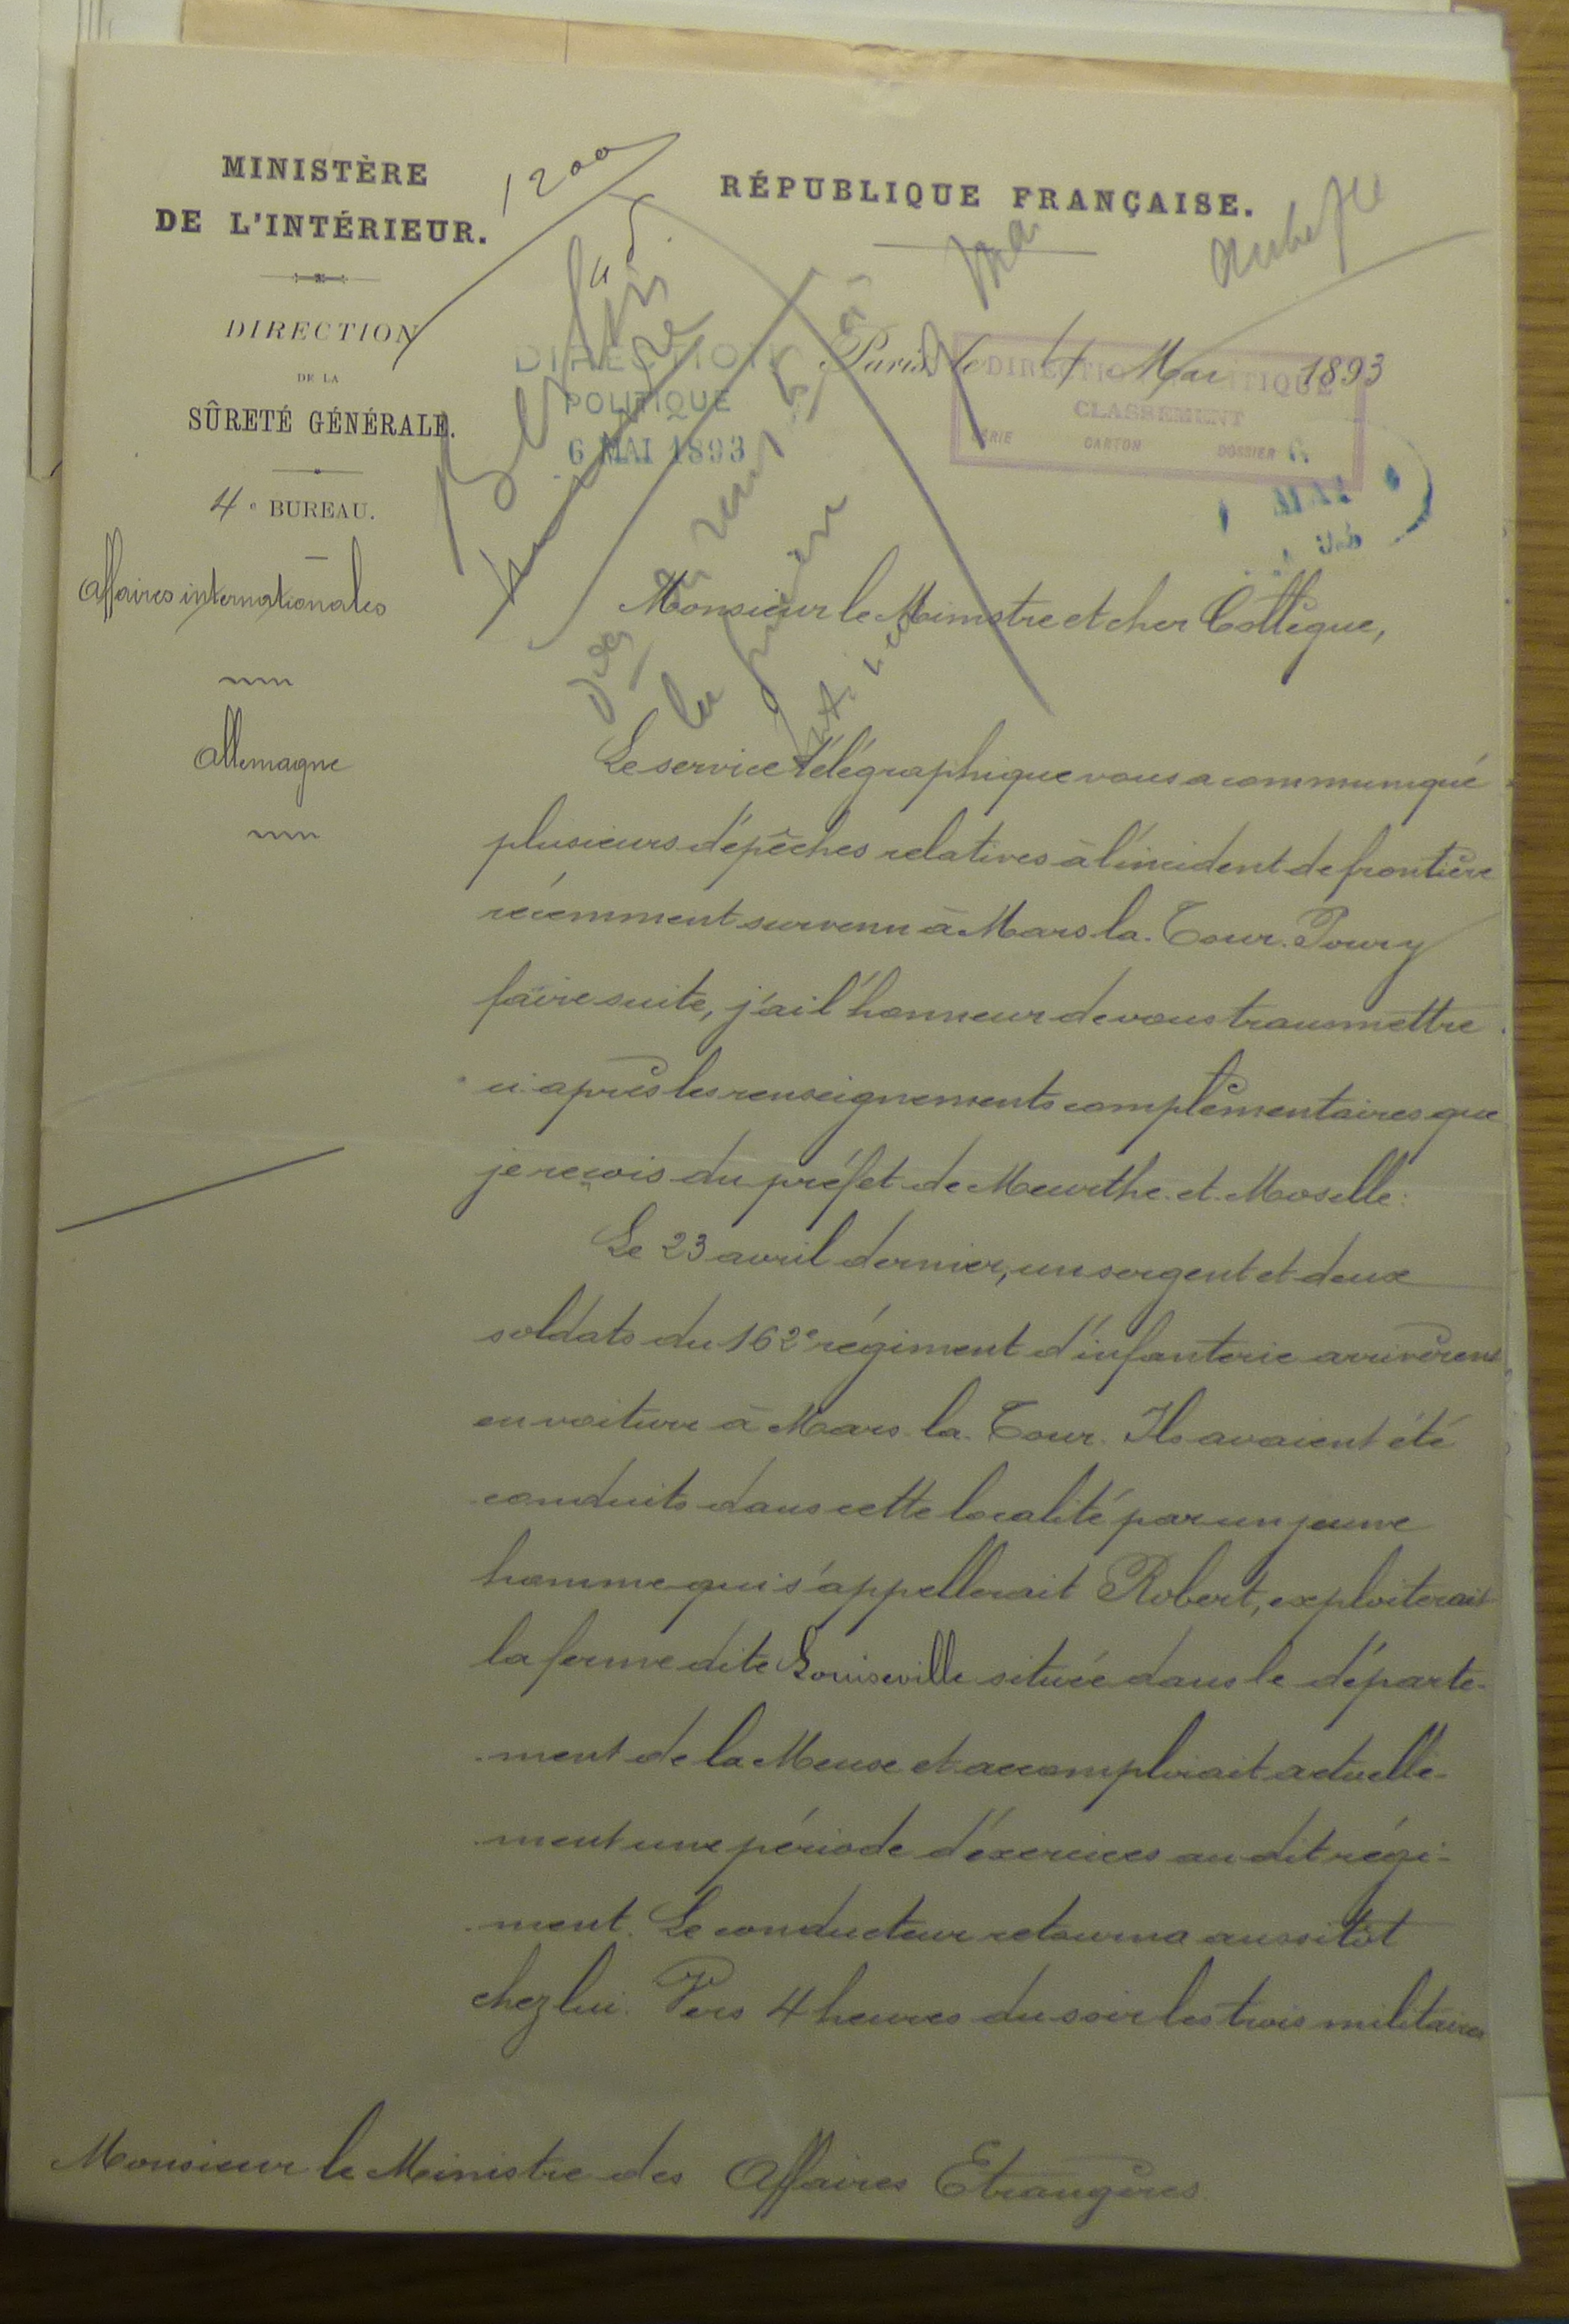 MINISTÈRE
DE L'INTÉRIEUR.
DIRECTION
DE LA
SÛRETÉ GÉNÉRALE.
4e BUREAU.
Affaires internationales
Allemagne
1200
RÉPUBLIQUE FRANÇAISE.
DIRECTION
POLITIQUE
6 MAI 1893
Paris, le 4 Mai 1893
DIRECTION POLITIQUE
CLASSEMENT
SÉRIE CARTON DOSSIER
Monsieur le Ministre et cher Collègue,
Le service télégraphique vous a communiqué
plusieurs dépêches relatives à l'incident de frontière
récemment survenu à Mars-la-Tour. Pour y
faire suite, j'ai l'honneur de vous transmettre
ci-après les renseignements complémentaires que
je reçois du préfet de Meurthe-et-Moselle:
Le 23 avril dernier, un sergent et deux
soldats du 162e régiment d'infanterie arrivèrent
en voiture à Mars-la-Tour. Ils avaient été
conduits dans cette localité par un jeune
homme qui s'appellerait Robert, exploiterait
la ferme dite Louiseville située dans le départe-
ment de la Meuse et accomplirait actuelle-
ment une période d'exercices au dit régi-
ment. Le conducteur retourna aussitôt
chez lui. Vers 4 heures du soir les trois militaires
Monsieur le Ministre des Affaires Etrangères.